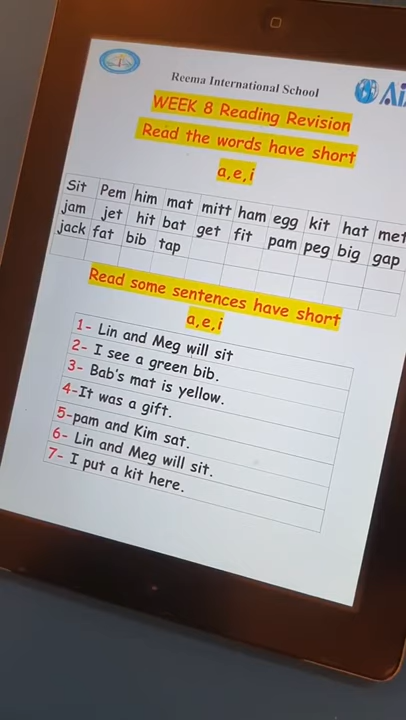 Reema International School
WEEK 8 Reading Revision
Read the words have short
a,e,i
Sit Pem him mat mitt ham egg kit hat met
jam jet hit bat get fit pam peg big gap
jack fat bib tap
Read some sentences have short
a,e,i
1- Lin and Meg will sit
2- I see a green bib.
3- Bab's mat is yellow.
4-It was a gift.
5-pam and Kim sat.
6- Lin and Meg will sit.
7- I put a kit here.